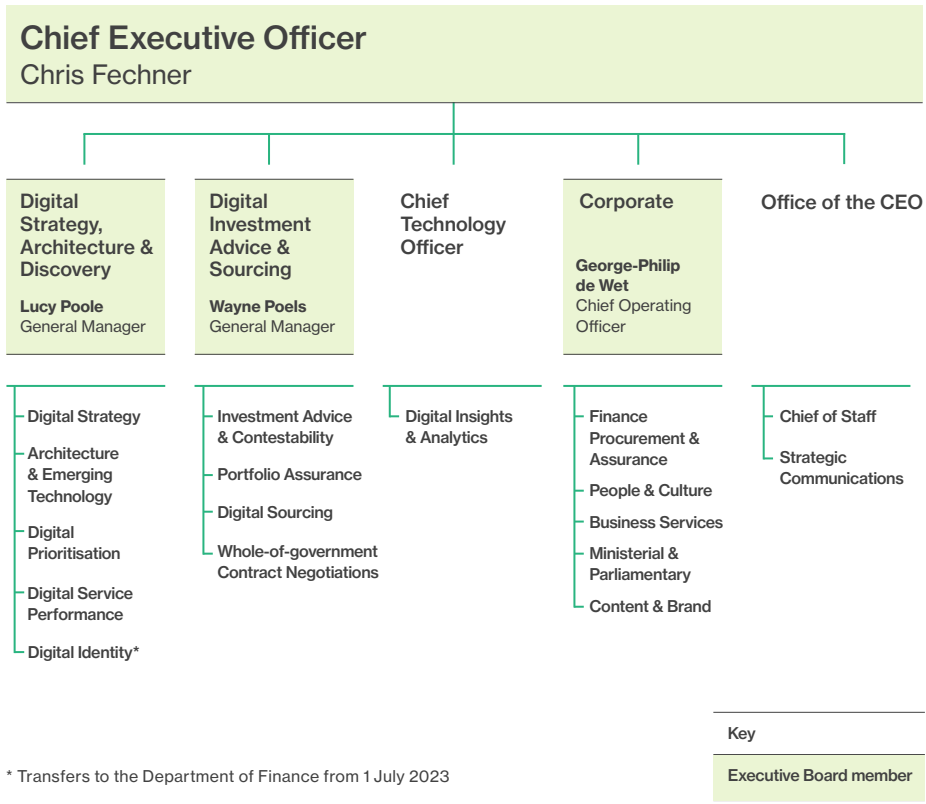 Chief Executive Officer
Chris Fechner
Digital
Strategy,
Architecture &
Discovery
Lucy Poole
General Manager
Digital
Investment
Advice &
Sourcing
Wayne Poels
General Manager
Chief
Technology
Officer
Corporate
George-Philip
de Wet
Chief Operating
Officer
Office of the CEO
Digital Strategy
Architecture
& Emerging
Technology
Digital
Prioritisation
Digital Service
Performance
Digital Identity*
Investment Advice
& Contestability
Portfolio Assurance
Digital Sourcing
Whole-of-government
Contract Negotiations
Digital Insights
& Analytics
Finance
Procurement &
Assurance
People & Culture
Business Services
Ministerial &
Parliamentary
Content & Brand
Chief of Staff
Strategic
Communications
Key
Executive Board member
* Transfers to the Department of Finance from 1 July 2023